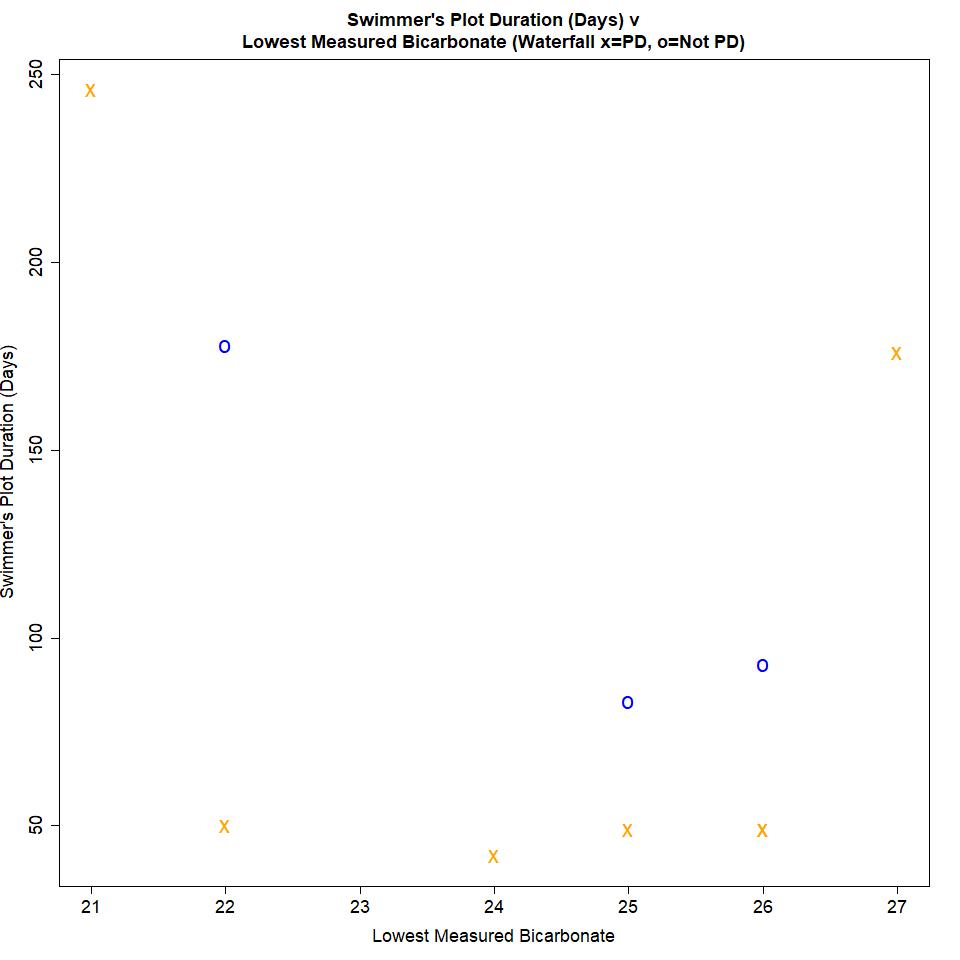 Swimmer's Plot Duration (Days) v
Lowest Measured Bicarbonate (Waterfall x=PD, o=Not PD)
Swimmer's Plot Duration (Days)
250
200
150
100
50
X
O
X
O
O
X
X
X
X
21 22 23 24 25 26 27
Lowest Measured Bicarbonate